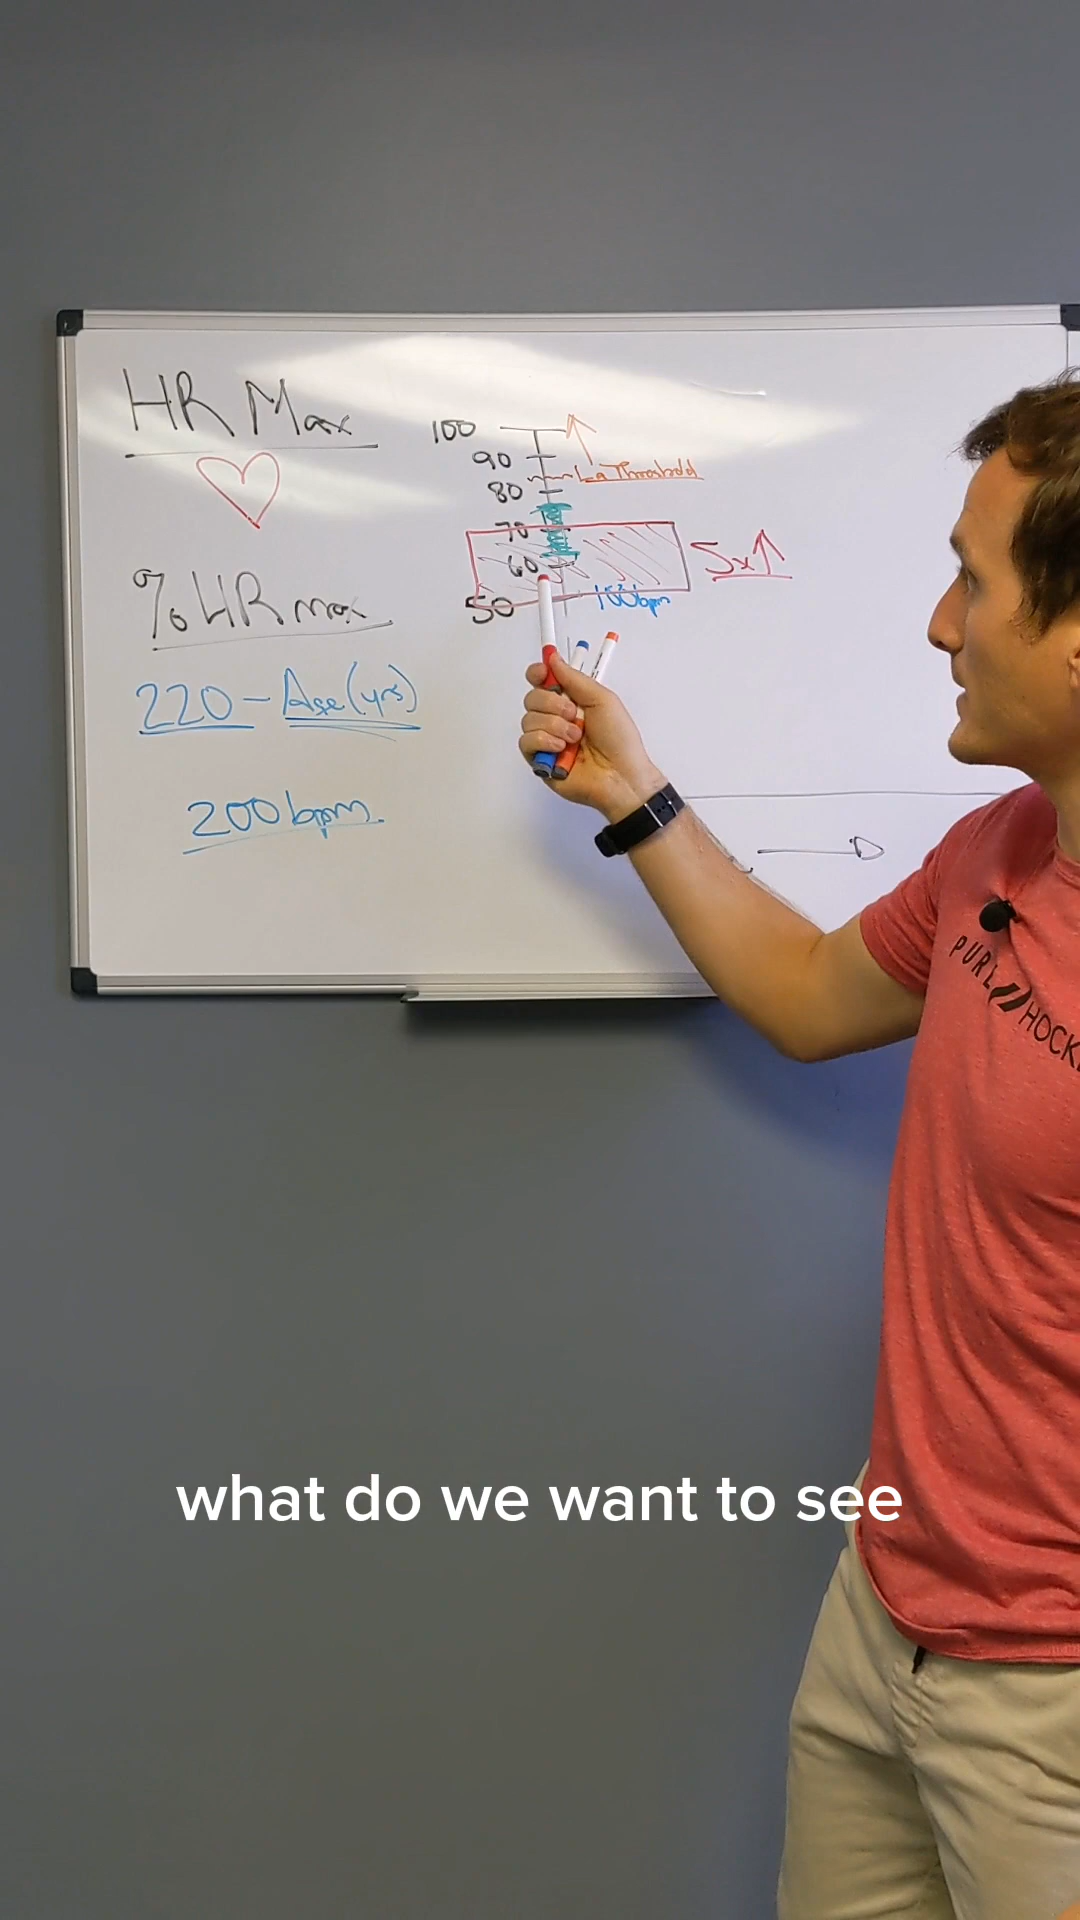 HR Max
% HR max
220 - Age (yrs)
200 bpm.
100
90
La Threshold
80
70
60
5x↑
50
100bpm
PURL HOCK
what do we want to see